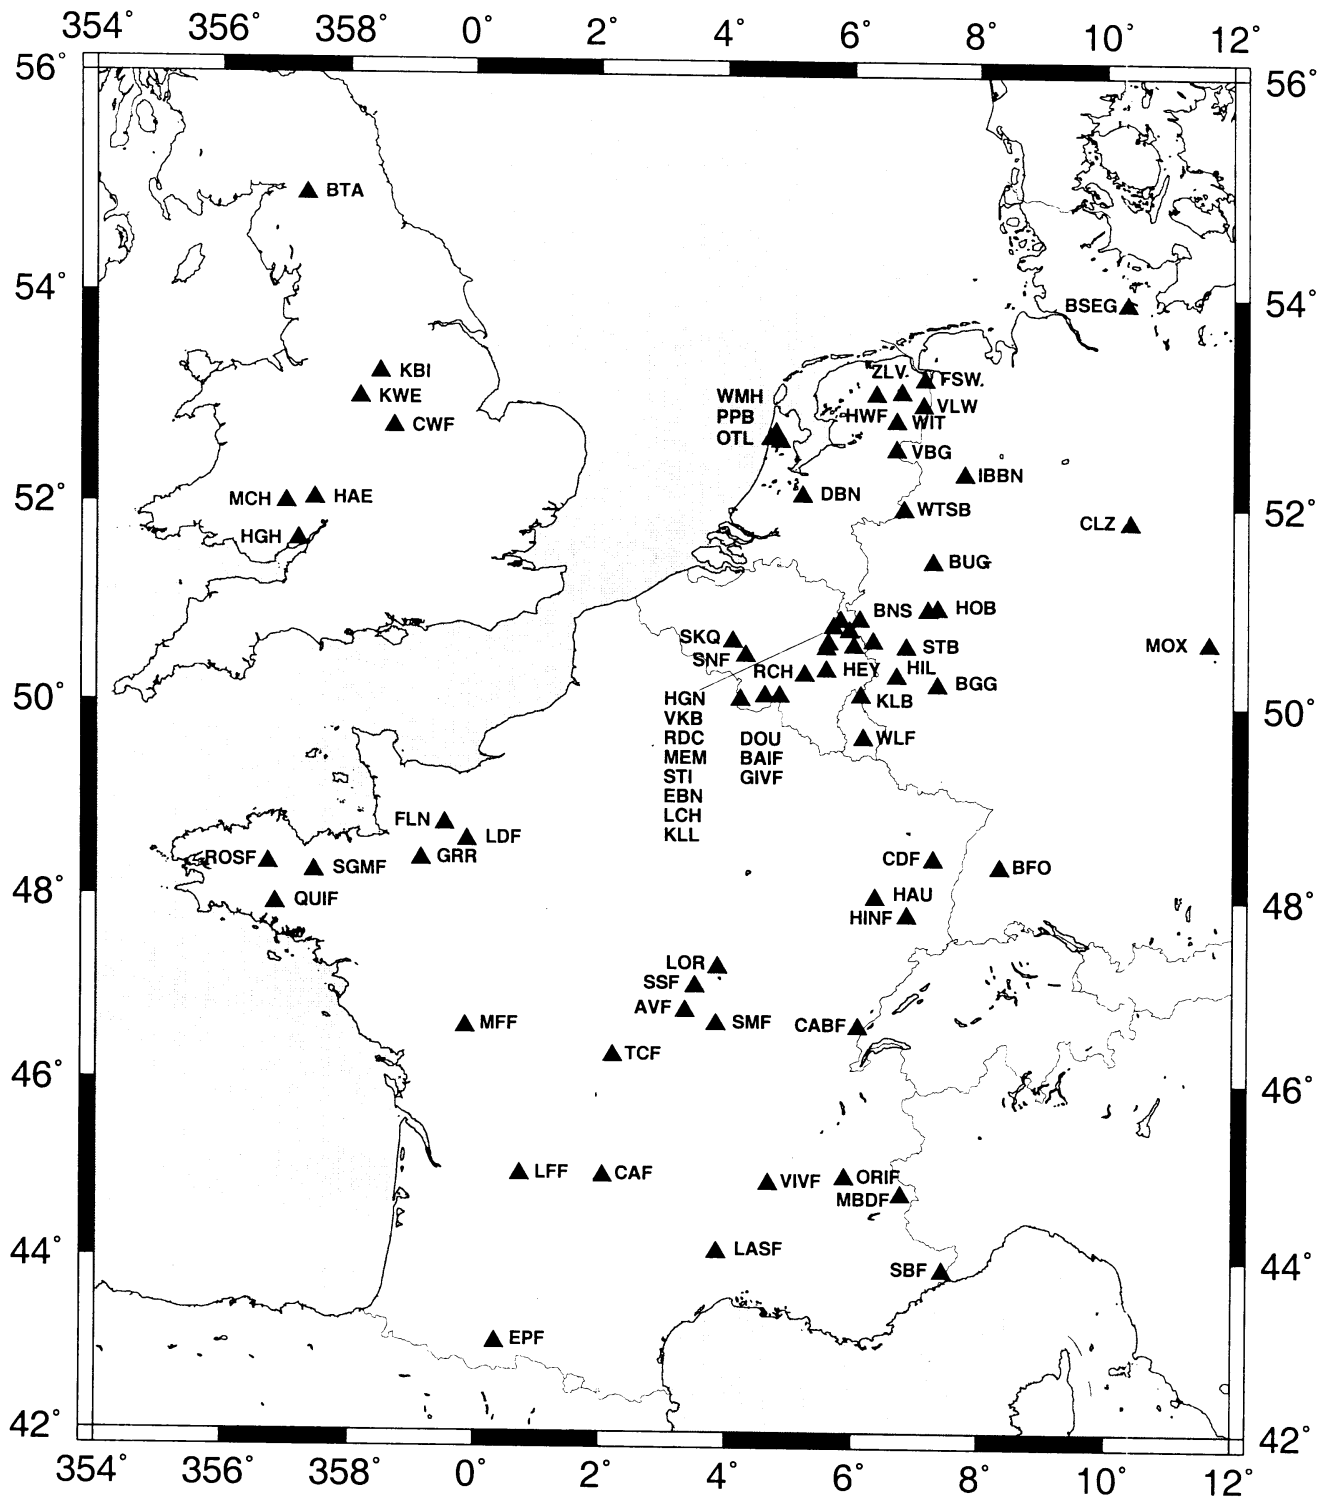 354° 356° 358° 0° 2° 4° 6° 8° 10° 12°
56° 56°
BTA
54° 54°
BSEG
KBI
ZLV. FSW.
KWE WMH
HWF VLW
PPB
CWF WIT
OTL
VBG
IBBN
MCH HAE DBN
52° 52°
WTSB
CLZ
HGH
BUG
BNS HOB
SKQ
STB MOX
SNF
RCH HEY HIL
BGG
50° HGN KLB 50°
VKB
RDC DOU WLF
MEM BAIF
STI GIVF
EBN
LCH
FLN
KLL
LDF
ROSF GRR
SGMF CDF BFO
48° 48°
QUIF HAU
HINF
LOR
SSF
AVF
MFF SMF CABF
TCF
46° 46°
LFF CAF VIVF ORIF
MBDF
44° LASF 44°
SBF
EPF
42° 42°
354° 356° 358° 0° 2° 4° 6° 8° 10° 12°